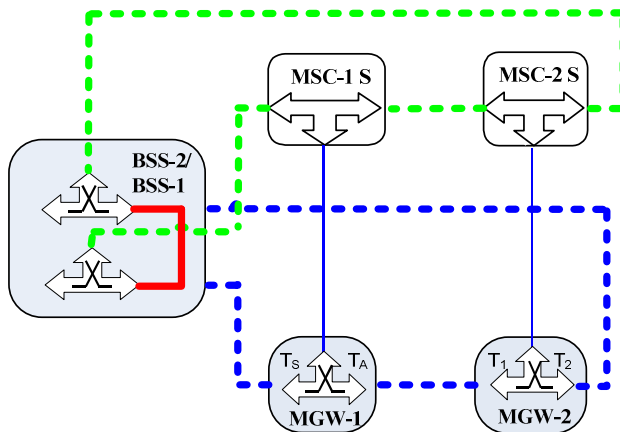 MSC-1 S
MSC-2 S
BSS-2/
BSS-1
TS
TA
MGW-1
T1
T2
MGW-2